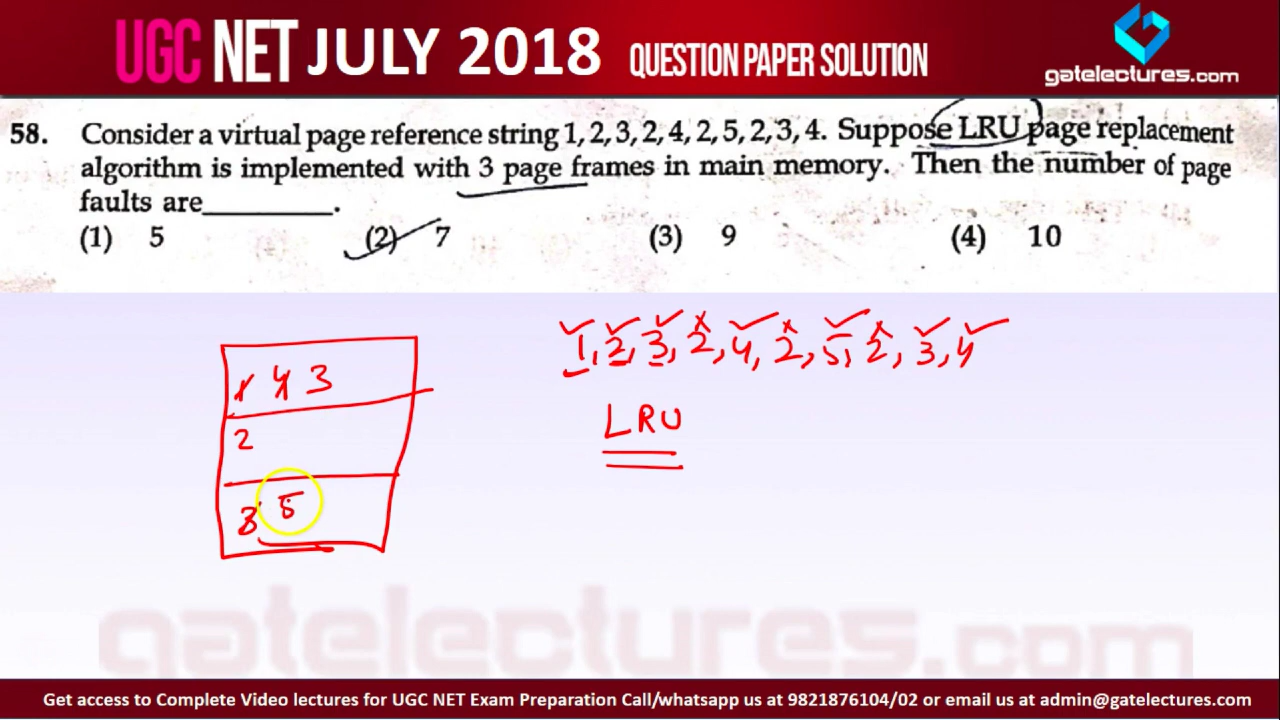 UGC NET JULY 2018 QUESTION PAPER SOLUTION
gatelectures.com
58. Consider a virtual page reference string 1, 2, 3, 2, 4, 2, 5, 2, 3, 4. Suppose LRU page replacement
algorithm is implemented with 3 page frames in main memory. Then the number of page
faults are_________.
(1) 5 (2) 7 (3) 9 (4) 10
1, 2, 3, 2, 4, 2, 5, 2, 3, 4
LRU
1 4 3
2
3 5
gatelectures.com
Get access to Complete Video lectures for UGC NET Exam Preparation Call/whatsapp us at 9821876104/02 or email us at admin@gatelectures.com